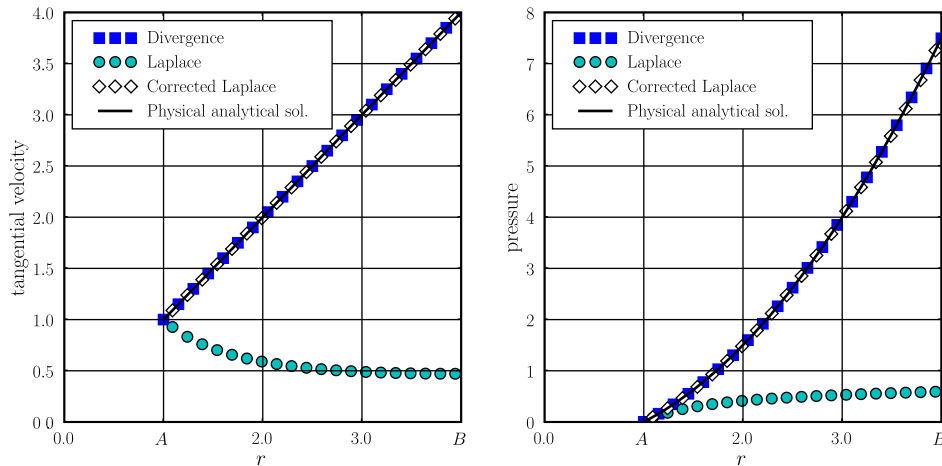 4.0
3.5
3.0
2.5
2.0
1.5
1.0
0.5
0.0
tangential velocity
Divergence
Laplace
Corrected Laplace
Physical analytical sol.
0.0
A
2.0
3.0
B
r
8
7
6
5
4
3
2
1
0
pressure
Divergence
Laplace
Corrected Laplace
Physical analytical sol.
0.0
A
2.0
3.0
B
r